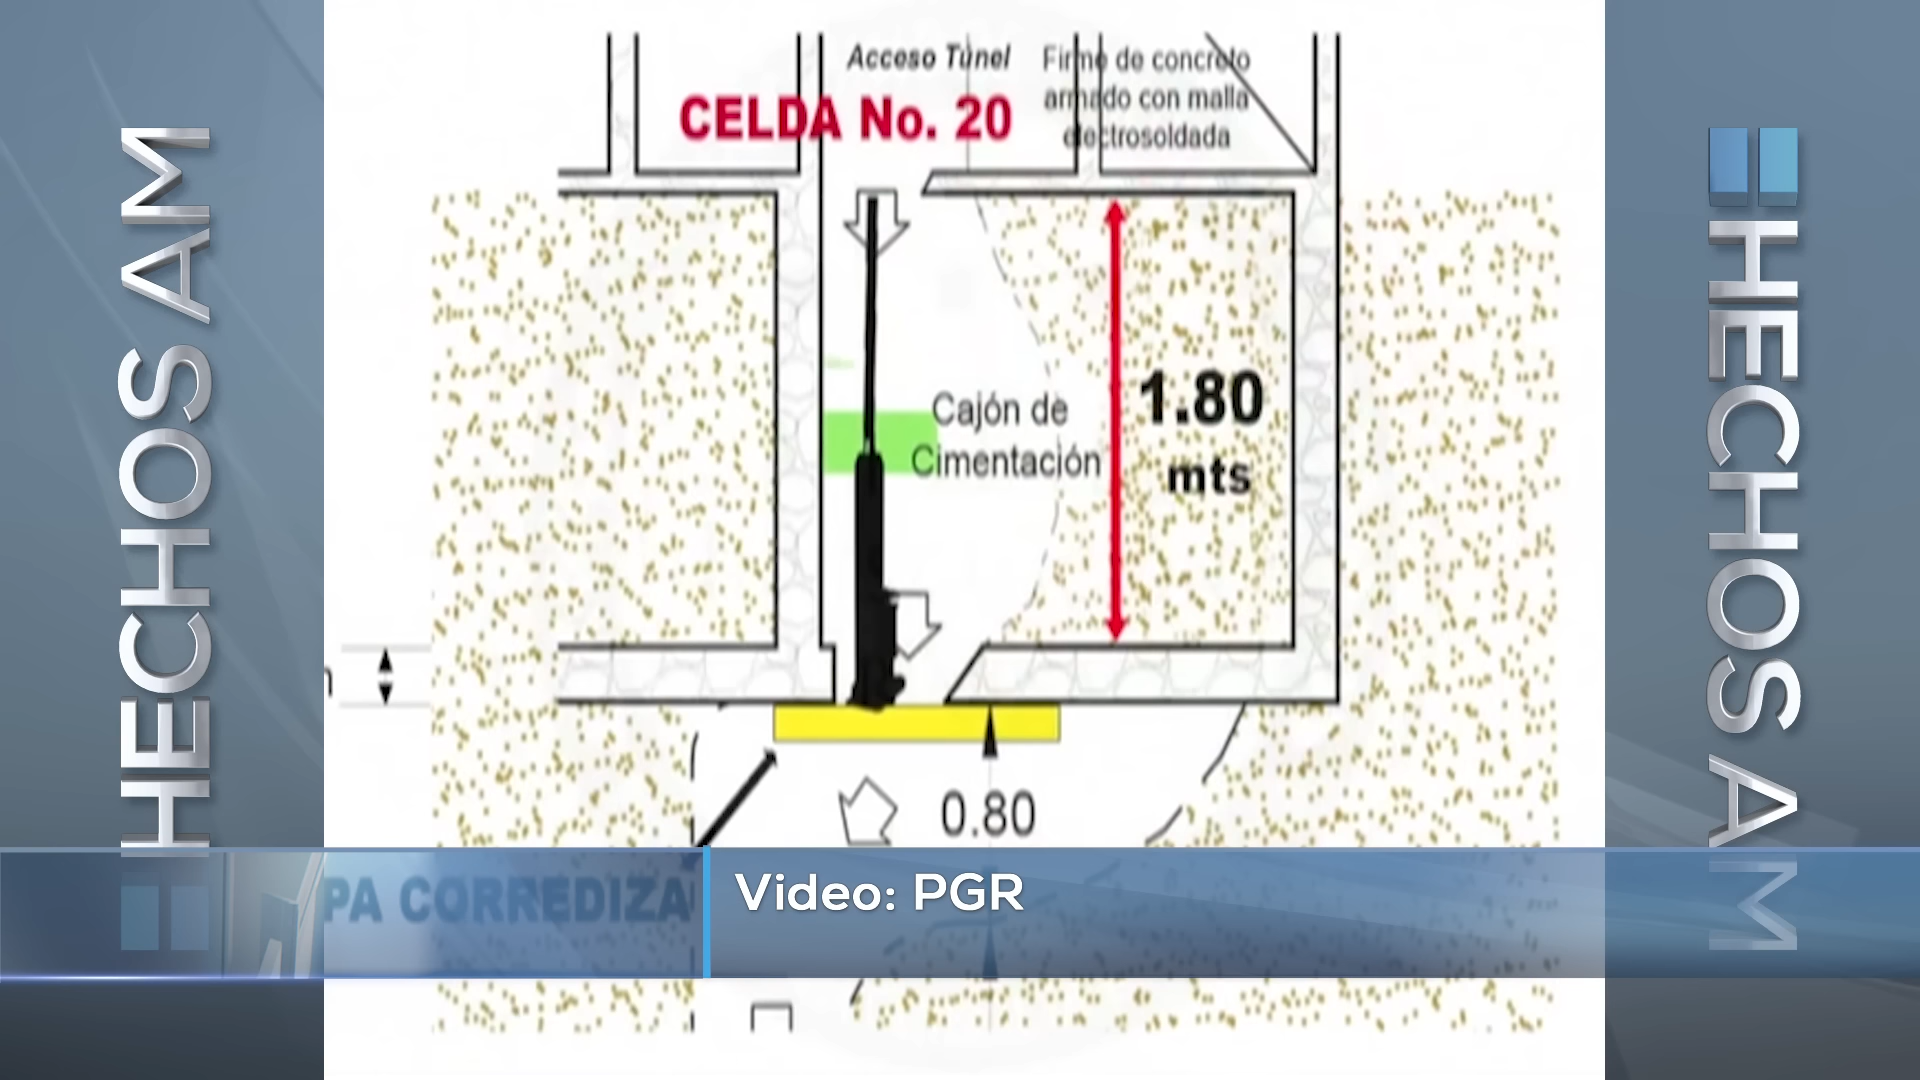 HECHOS AM
Acceso Túnel
CELDA No. 20
Firme de concreto
armado con malla
electrosoldada
Cajón de
Cimentación
1.80
mts
0.80
PA CORREDIZA
Video: PGR
HECHOS AM